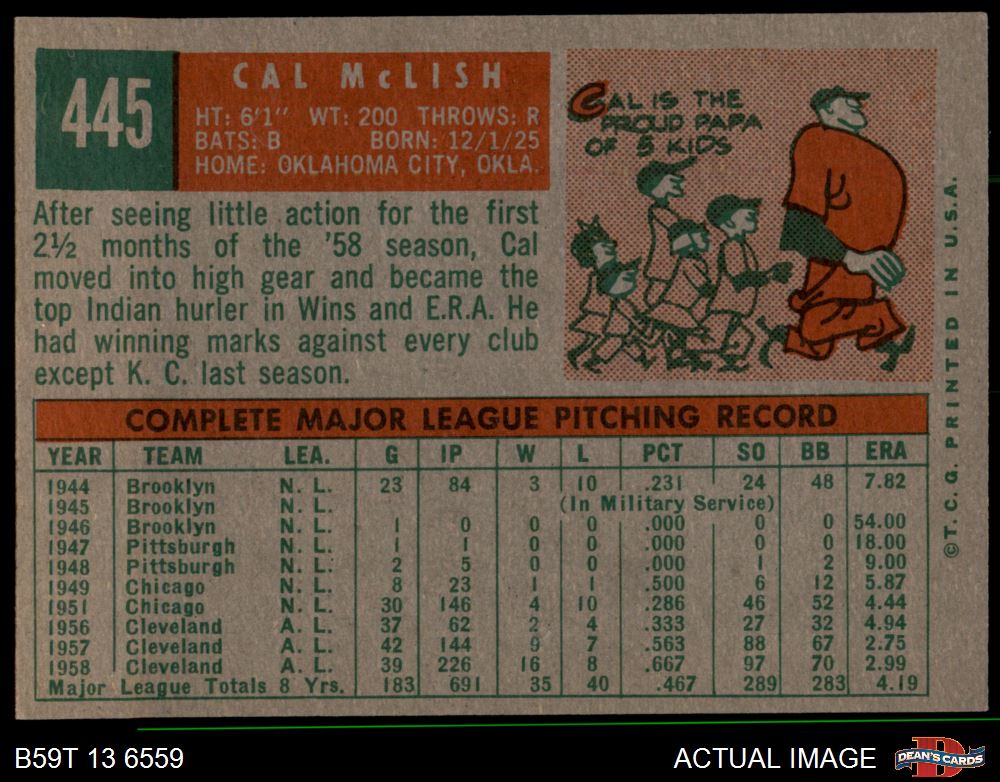 445
CAL McLISH
HT: 6'1" WT: 200 THROWS: R
BATS: B BORN: 12/1/25
HOME: OKLAHOMA CITY, OKLA.
After seeing little action for the first
2½ months of the '58 season, Cal
moved into high gear and became the
top Indian hurler in Wins and E.R.A. He
had winning marks against every club
except K. C. last season.
CAL IS THE
PROUD PAPA
OF 5 KIDS
COMPLETE MAJOR LEAGUE PITCHING RECORD
YEAR TEAM LEA. G IP W L PCT SO BB ERA
1944 Brooklyn N. L. 23 84 3 10 .231 24 48 7.82
1945 Brooklyn N. L. (In Military Service)
1946 Brooklyn N. L. 1 0 0 0 .000 0 0 54.00
1947 Pittsburgh N. L. 1 1 0 0 .000 0 0 18.00
1948 Pittsburgh N. L. 2 5 0 0 .000 1 2 9.00
1949 Chicago N. L. 8 23 1 1 .500 6 12 5.87
1951 Chicago N. L. 30 146 4 10 .286 46 52 4.44
1956 Cleveland A. L. 37 62 2 4 .333 27 32 4.94
1957 Cleveland A. L. 42 144 9 7 .563 88 67 2.75
1958 Cleveland A. L. 39 226 16 8 .667 97 70 2.99
Major League Totals 8 Yrs. 183 691 35 40 .467 289 283 4.19
©T. C. G. PRINTED IN U.S.A.
B59T 13 6559
ACTUAL IMAGE
DEAN'S CARDS